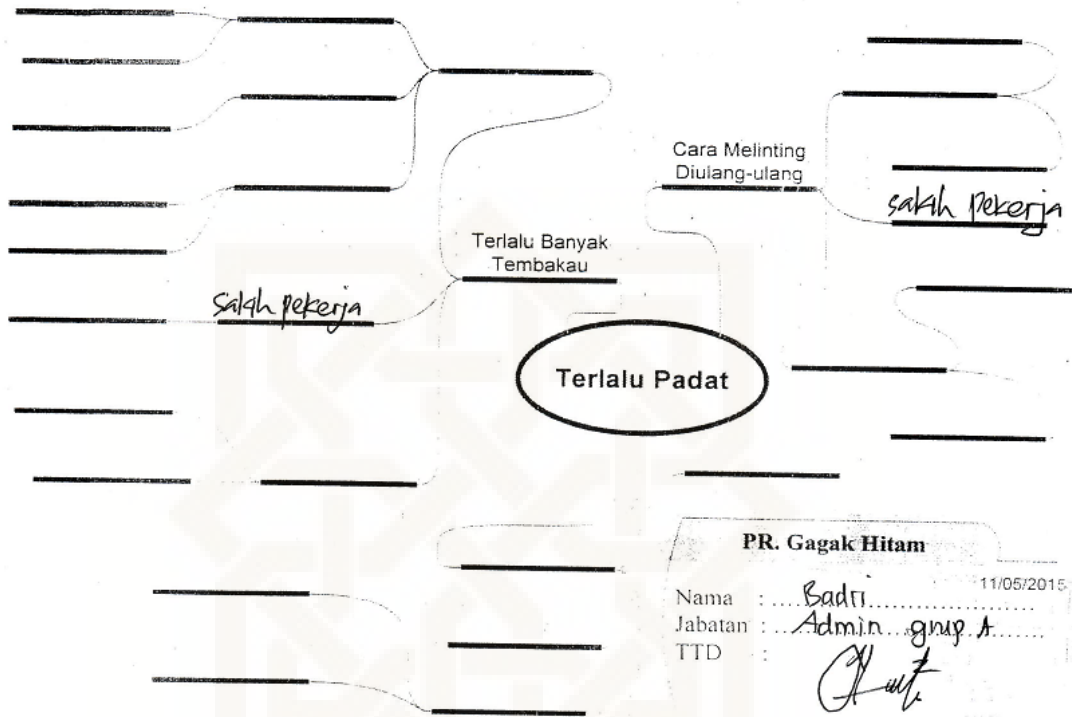 Cara Melinting
Diulang-ulang
salah pekerja
Terlalu Banyak
Tembakau
salah pekerja
Terlalu Padat
PR. Gagak Hitam
11/05/2015
Nama : Badri
Jabatan : Admin grup A
TTD :